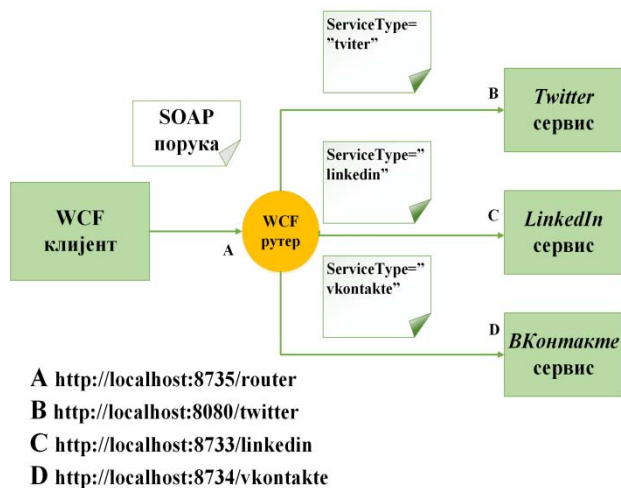 ServiceType=
”tviter”
B
Twitter
сервис
SOAP
порука
ServiceType=”
linkedin”
WCF
клијент
A
WCF
рутер
C
LinkedIn
сервис
ServiceType=”
vkontakte”
D
ВКонтакте
сервис
A http://localhost:8735/router
B http://localhost:8080/twitter
C http://localhost:8733/linkedin
D http://localhost:8734/vkontakte